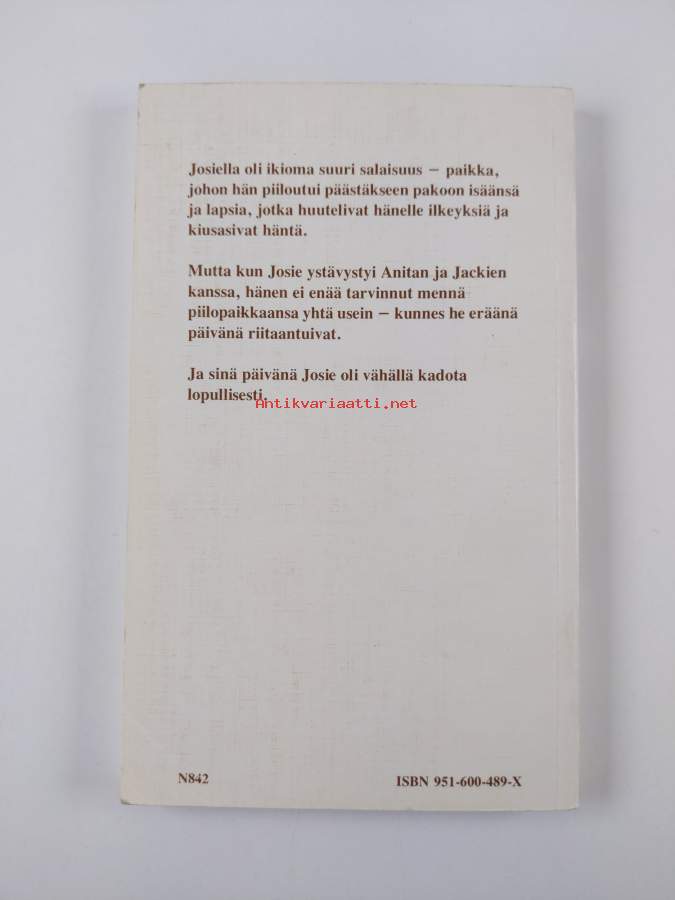 Josiella oli ikioma suuri salaisuus – paikka,
johon hän piiloutui päästäkseen pakoon isäänsä
ja lapsia, jotka huutelivat hänelle ilkeyksiä ja
kiusasivat häntä.
Mutta kun Josie ystävystyi Anitan ja Jackien
kanssa, hänen ei enää tarvinnut mennä
piilopaikkaansa yhtä usein – kunnes he eräänä
päivänä riitaantuivat.
Ja sinä päivänä Josie oli vähällä kadota
lopullisesti.
Antikvariaatti.net
N842
ISBN 951-600-489-X